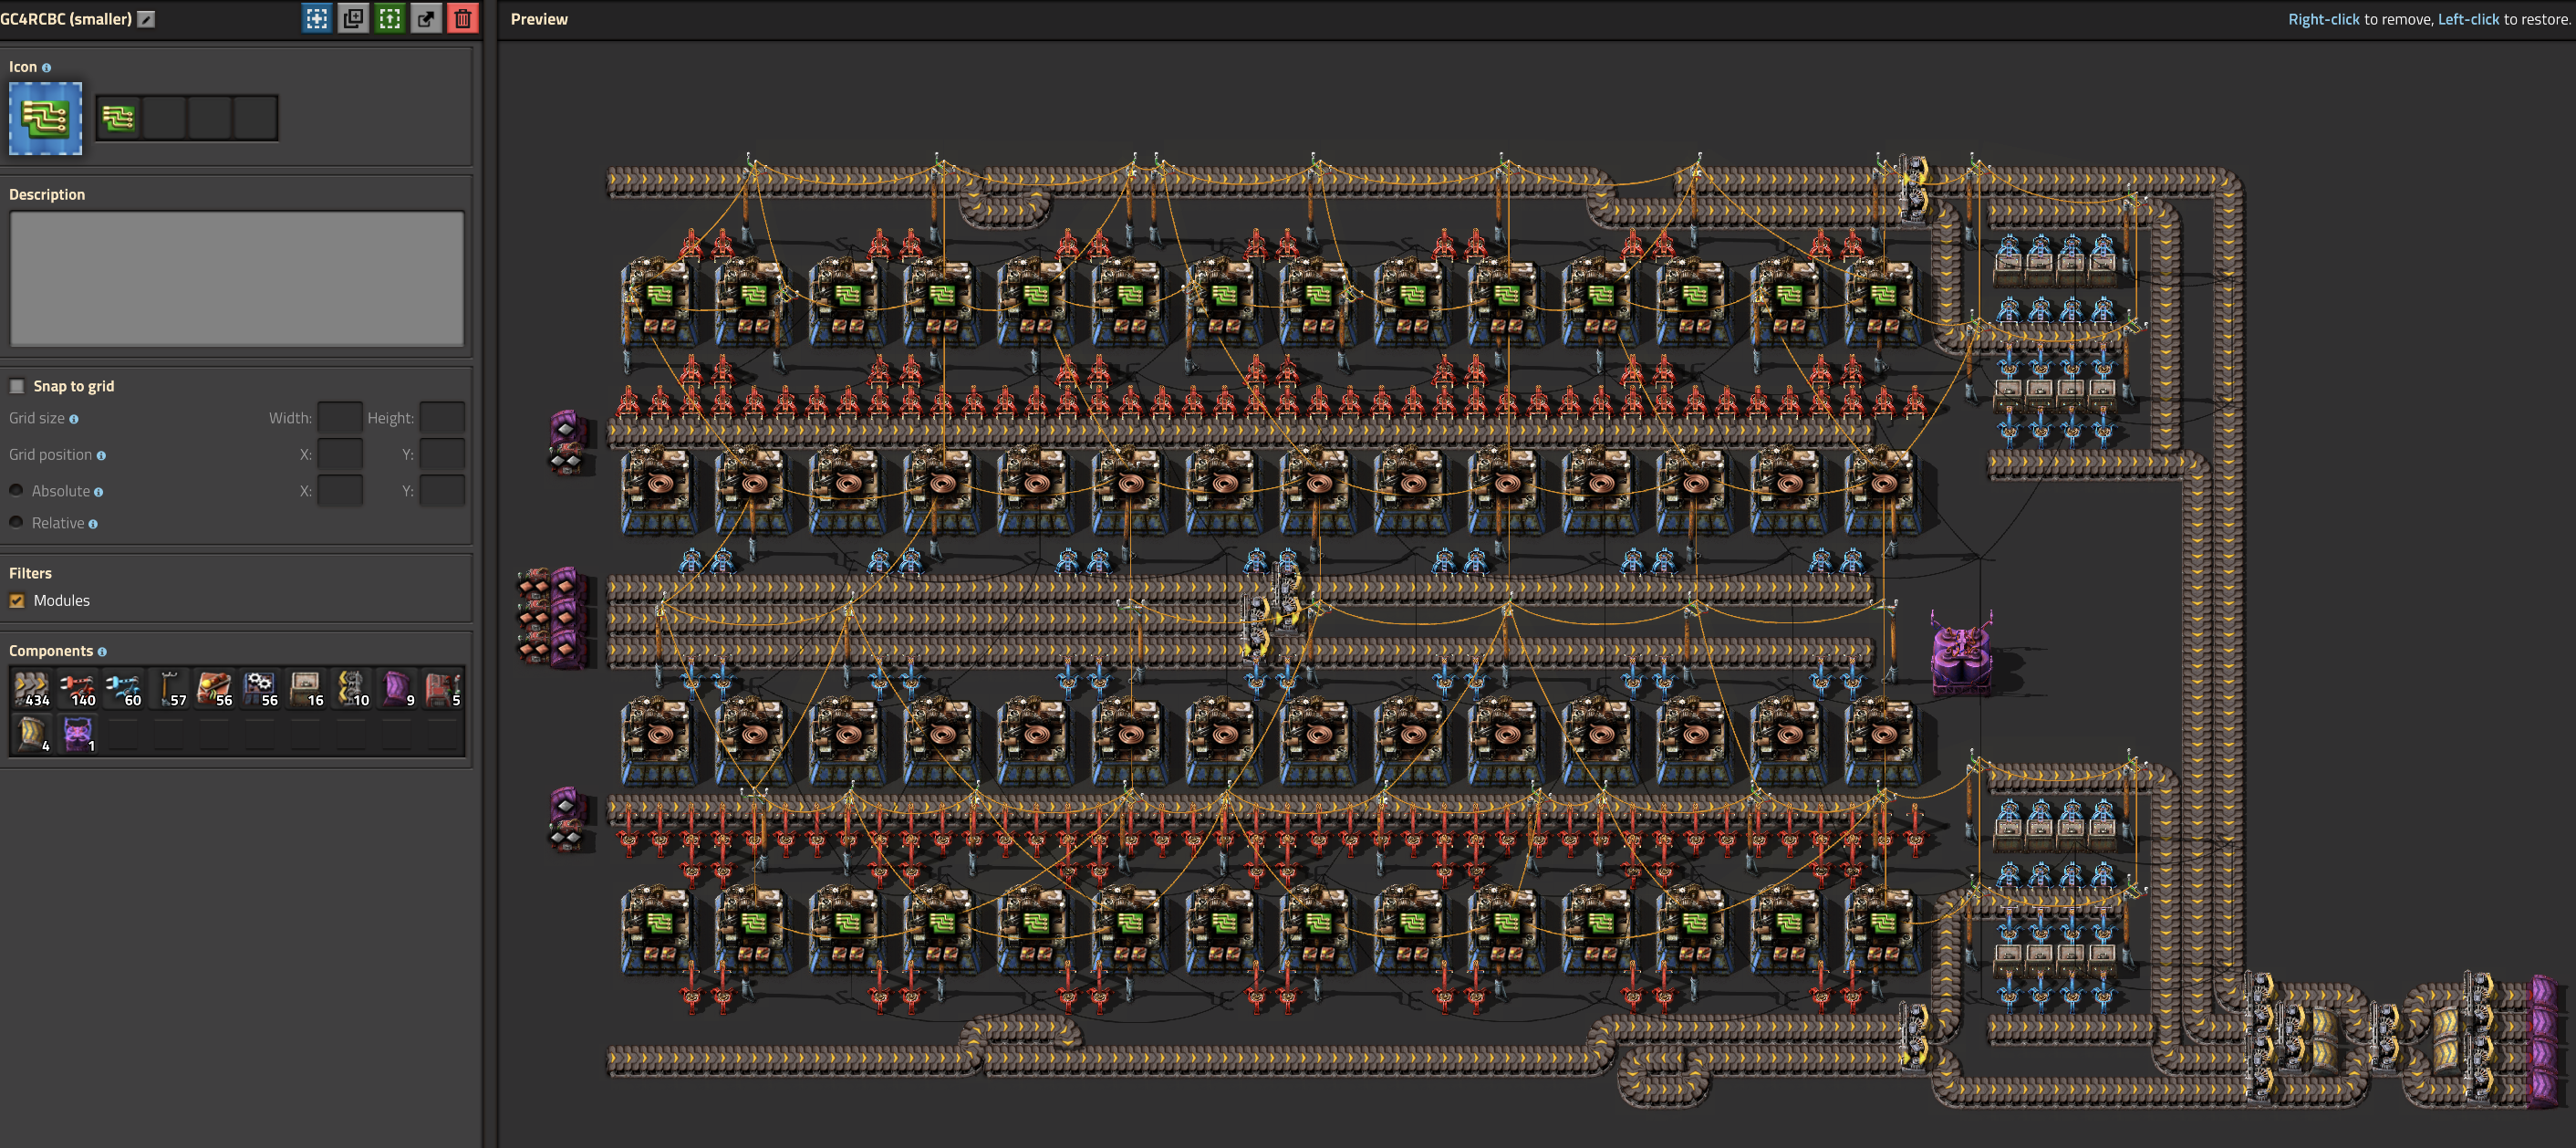 GC4RCBC (smaller)
Preview
Right-click to remove, Left-click to restore.
Icon
Description
Snap to grid
Grid size
Width:
Height:
Grid position
X:
Y:
Absolute
X:
Y:
Relative
Filters
Modules
Components
434 140 60 57 56 56 16 10 9 5
4 1